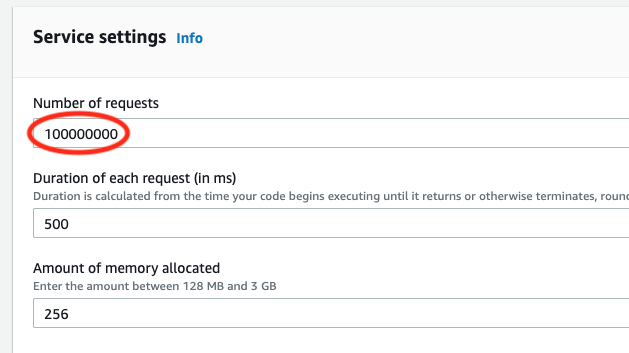 Service settings Info
Number of requests
100000000
Duration of each request (in ms)
Duration is calculated from the time your code begins executing until it returns or otherwise terminates,
500
Amount of memory allocated
Enter the amount between 128 MB and 3 GB
256